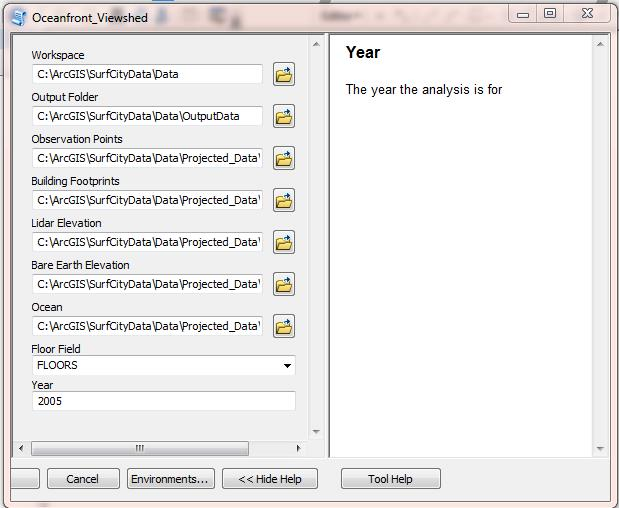 Oceanfront_Viewshed
Workspace
C:\ArcGIS\SurfCityData\Data
Output Folder
C:\ArcGIS\SurfCityData\Data\OutputData
Observation Points
C:\ArcGIS\SurfCityData\Data\Projected_Data\
Building Footprints
C:\ArcGIS\SurfCityData\Data\Projected_Data\
Lidar Elevation
C:\ArcGIS\SurfCityData\Data\Projected_Data\
Bare Earth Elevation
C:\ArcGIS\SurfCityData\Data\Projected_Data\
Ocean
C:\ArcGIS\SurfCityData\Data\Projected_Data\
Floor Field
FLOORS
Year
2005
Year
The year the analysis is for
Cancel Environments... << Hide Help Tool Help